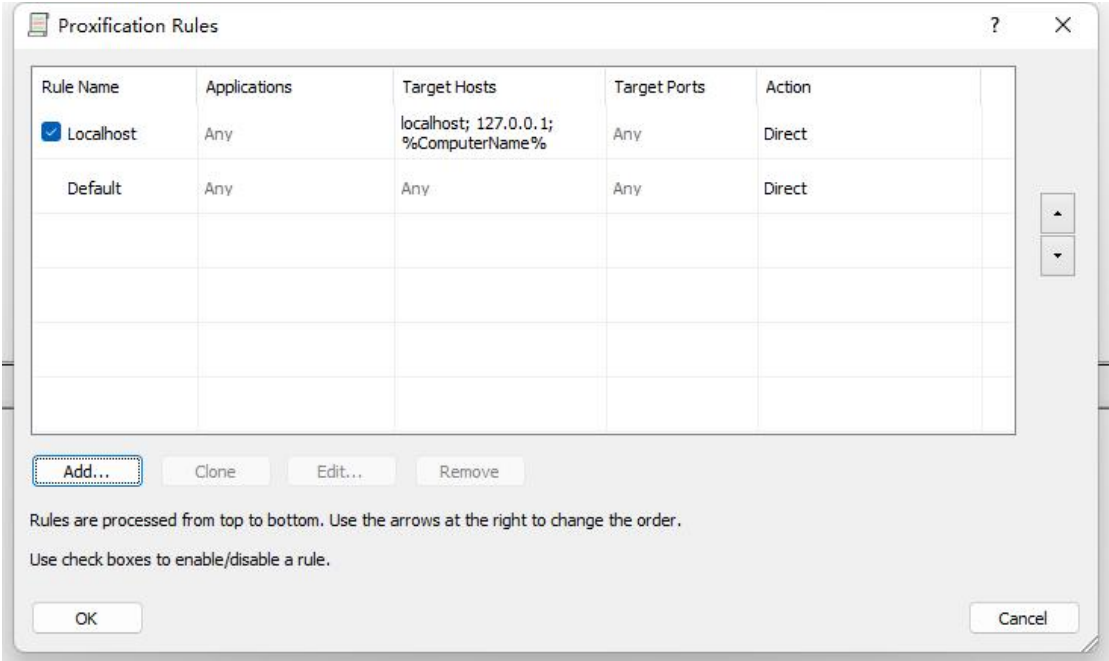 Proxification Rules
?
Rule Name Applications Target Hosts Target Ports Action
Localhost Any localhost; 127.0.0.1; %ComputerName% Any Direct
Default Any Any Any Direct
Add... Clone Edit... Remove
Rules are processed from top to bottom. Use the arrows at the right to change the order.
Use check boxes to enable/disable a rule.
OK Cancel